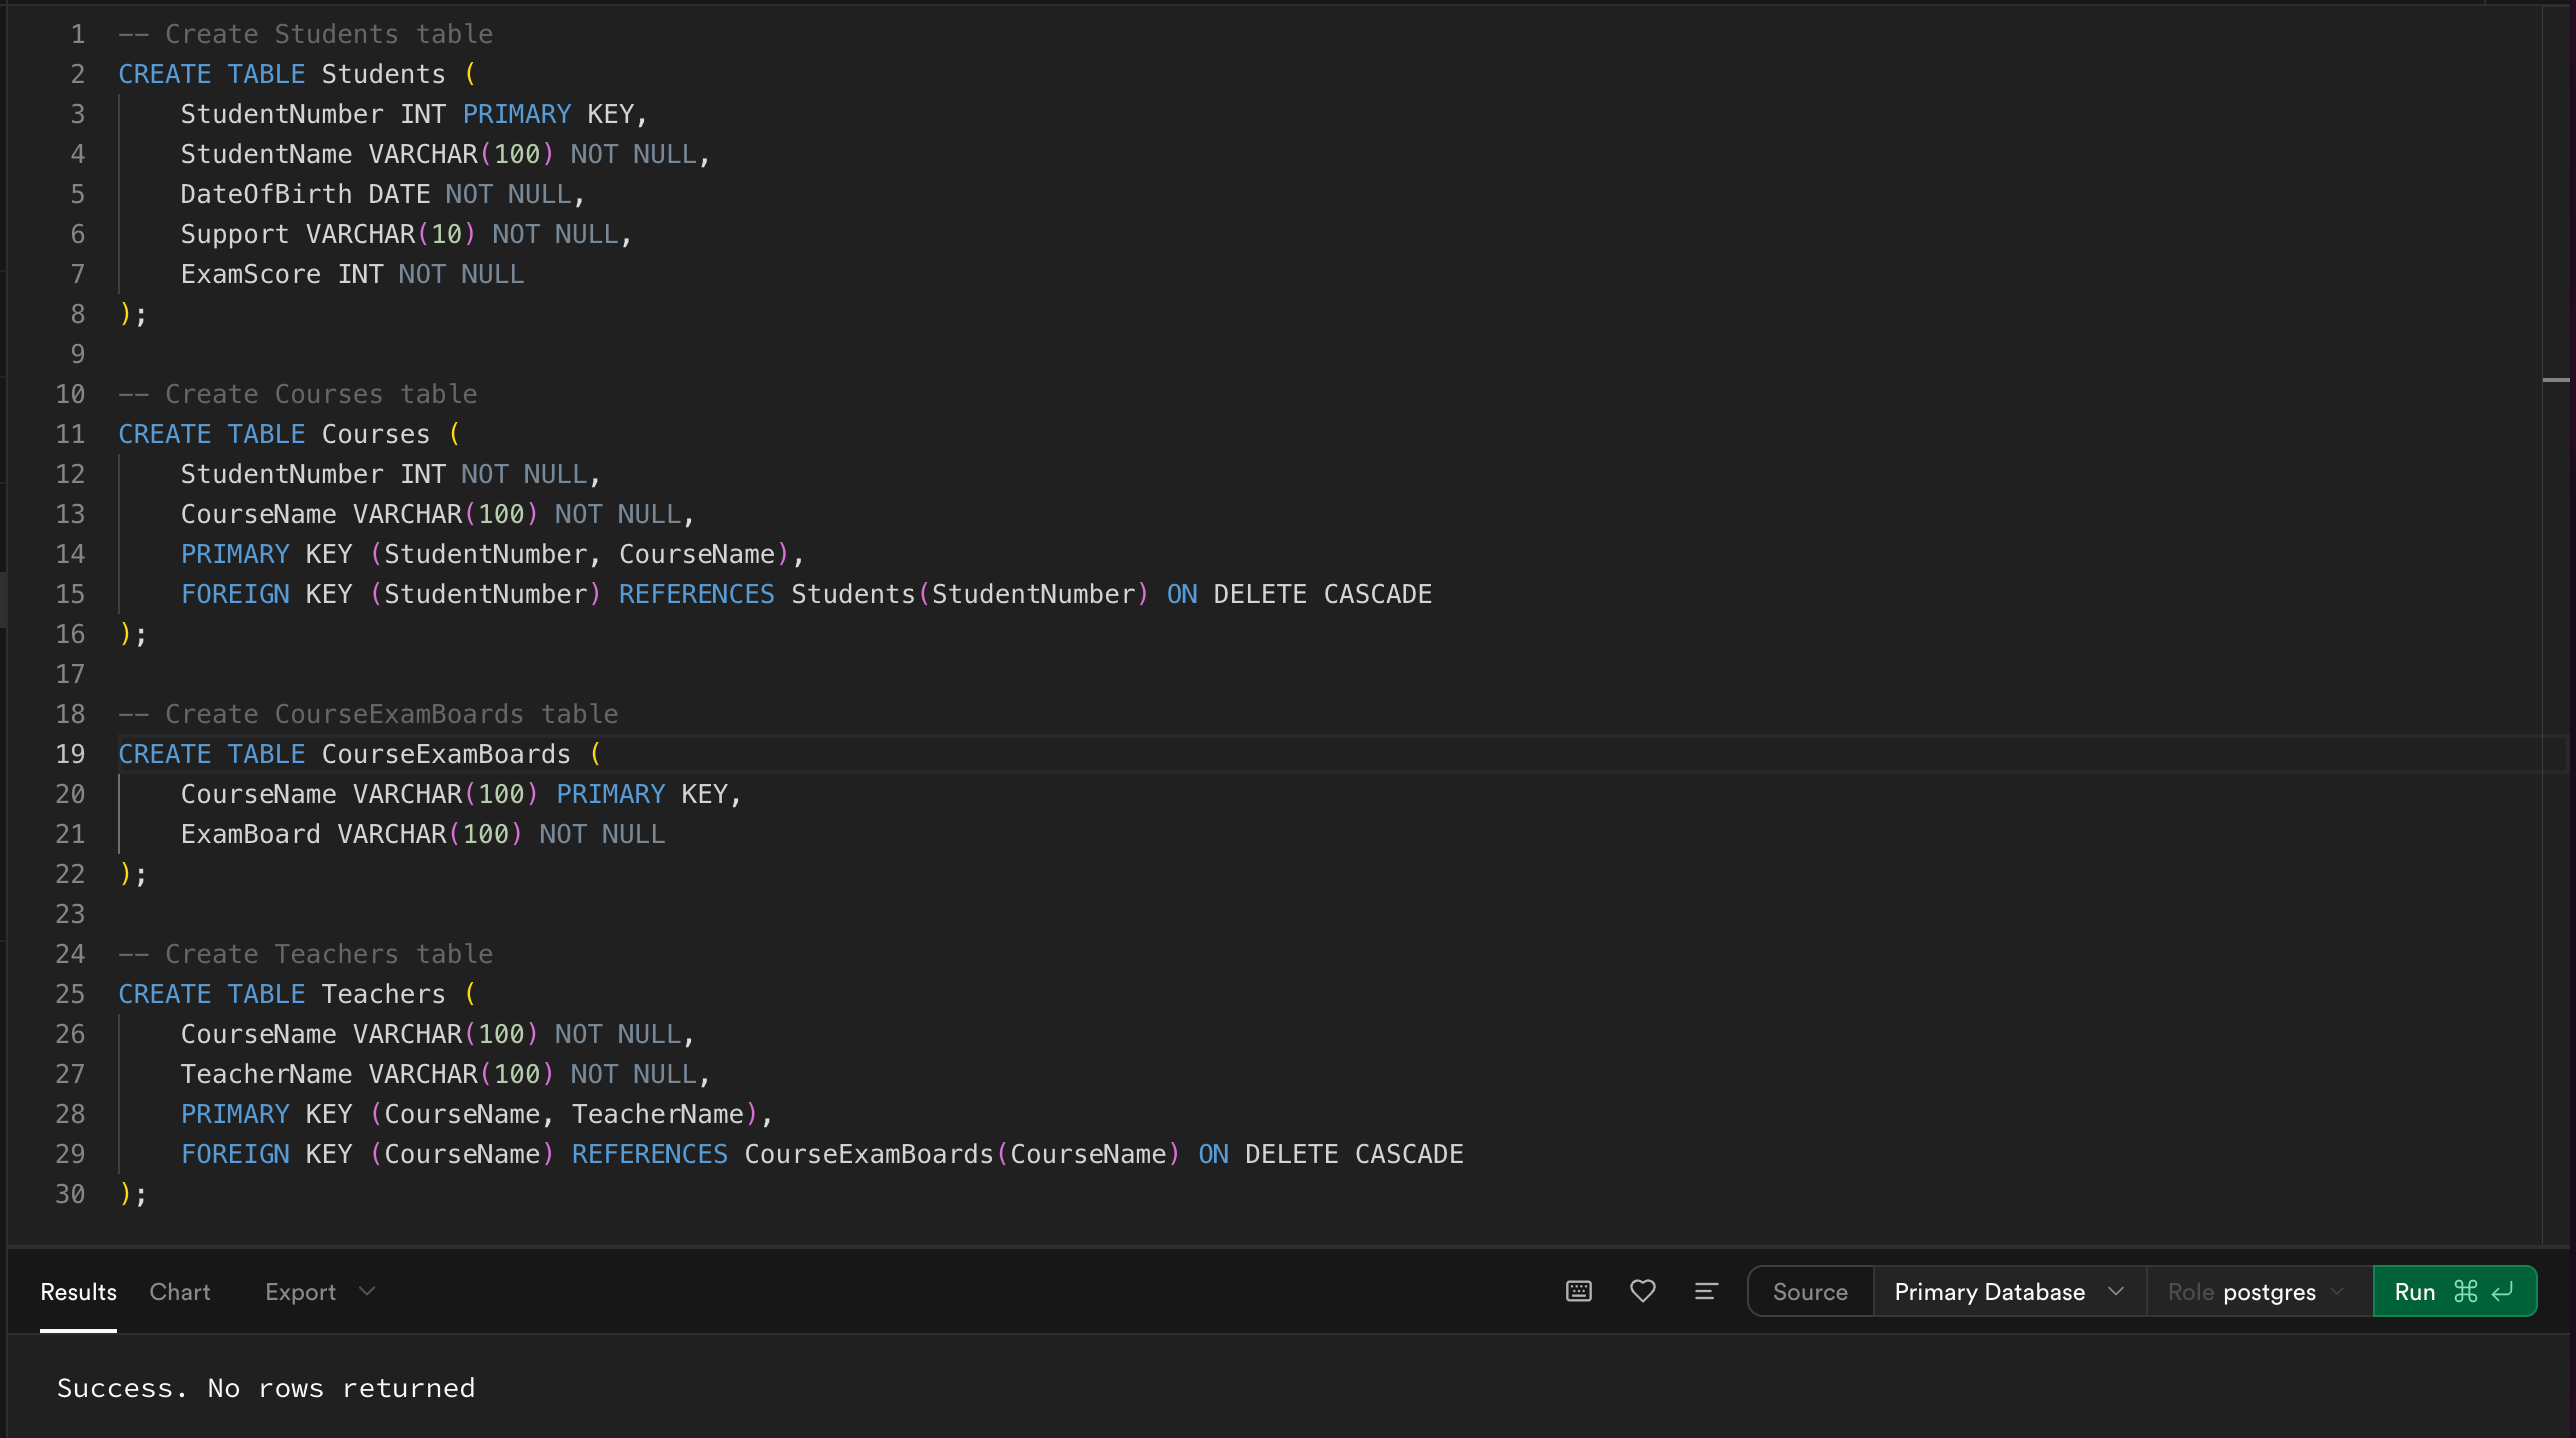 1 -- Create Students table
2 CREATE TABLE Students (
3 StudentNumber INT PRIMARY KEY,
4 StudentName VARCHAR(100) NOT NULL,
5 DateOfBirth DATE NOT NULL,
6 Support VARCHAR(10) NOT NULL,
7 ExamScore INT NOT NULL
8 );
9
10 -- Create Courses table
11 CREATE TABLE Courses (
12 StudentNumber INT NOT NULL,
13 CourseName VARCHAR(100) NOT NULL,
14 PRIMARY KEY (StudentNumber, CourseName),
15 FOREIGN KEY (StudentNumber) REFERENCES Students(StudentNumber) ON DELETE CASCADE
16 );
17
18 -- Create CourseExamBoards table
19 CREATE TABLE CourseExamBoards (
20 CourseName VARCHAR(100) PRIMARY KEY,
21 ExamBoard VARCHAR(100) NOT NULL
22 );
23
24 -- Create Teachers table
25 CREATE TABLE Teachers (
26 CourseName VARCHAR(100) NOT NULL,
27 TeacherName VARCHAR(100) NOT NULL,
28 PRIMARY KEY (CourseName, TeacherName),
29 FOREIGN KEY (CourseName) REFERENCES CourseExamBoards(CourseName) ON DELETE CASCADE
30 );
Results Chart Export Source Primary Database Role postgres Run ⌘ ↵
Success. No rows returned